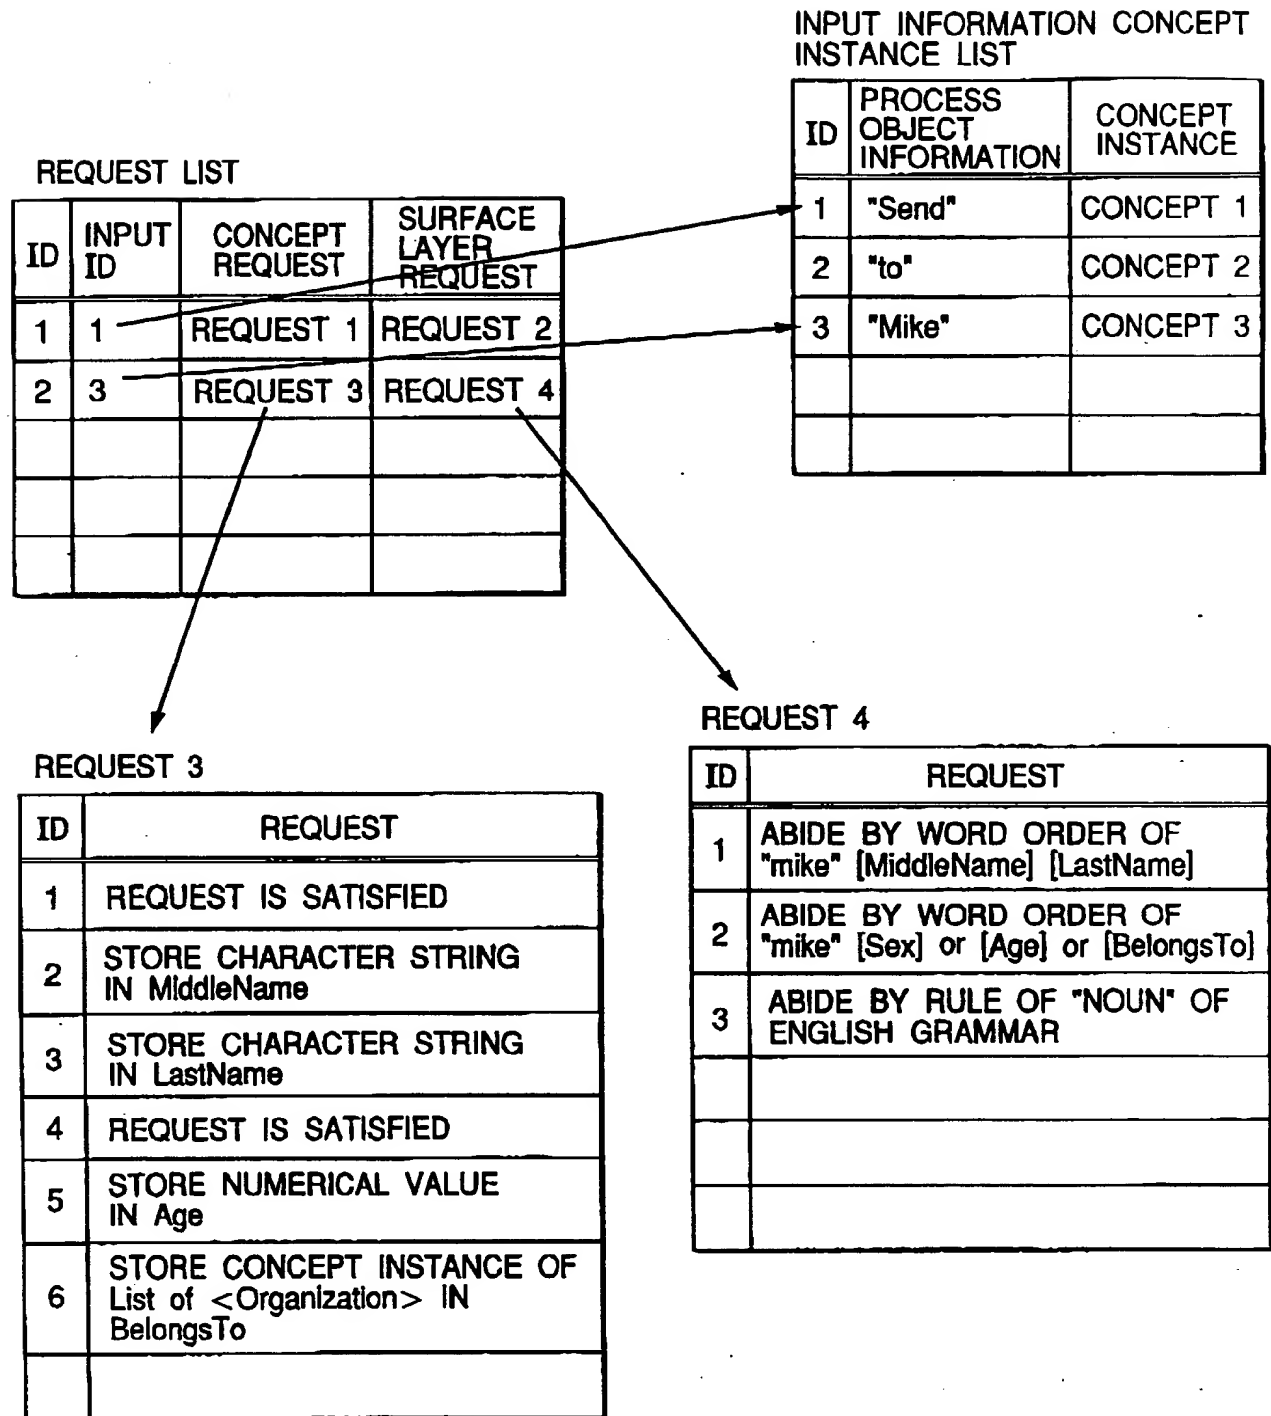 INPUT INFORMATION CONCEPT
INSTANCE LIST
ID
PROCESS
OBJECT
INFORMATION
CONCEPT
INSTANCE
1 "Send" CONCEPT 1
2 "to" CONCEPT 2
3 "Mike" CONCEPT 3
REQUEST LIST
ID
INPUT
ID
CONCEPT
REQUEST
SURFACE
LAYER
REQUEST
1 1 REQUEST 1 REQUEST 2
2 3 REQUEST 3 REQUEST 4
REQUEST 3
ID REQUEST
1 REQUEST IS SATISFIED
2 STORE CHARACTER STRING
IN MiddleName
3 STORE CHARACTER STRING
IN LastName
4 REQUEST IS SATISFIED
5 STORE NUMERICAL VALUE
IN Age
6 STORE CONCEPT INSTANCE OF
List of <Organization> IN
BelongsTo
REQUEST 4
ID REQUEST
1 ABIDE BY WORD ORDER OF
"mike" [MiddleName] [LastName]
2 ABIDE BY WORD ORDER OF
"mike" [Sex] or [Age] or [BelongsTo]
3 ABIDE BY RULE OF "NOUN" OF
ENGLISH GRAMMAR